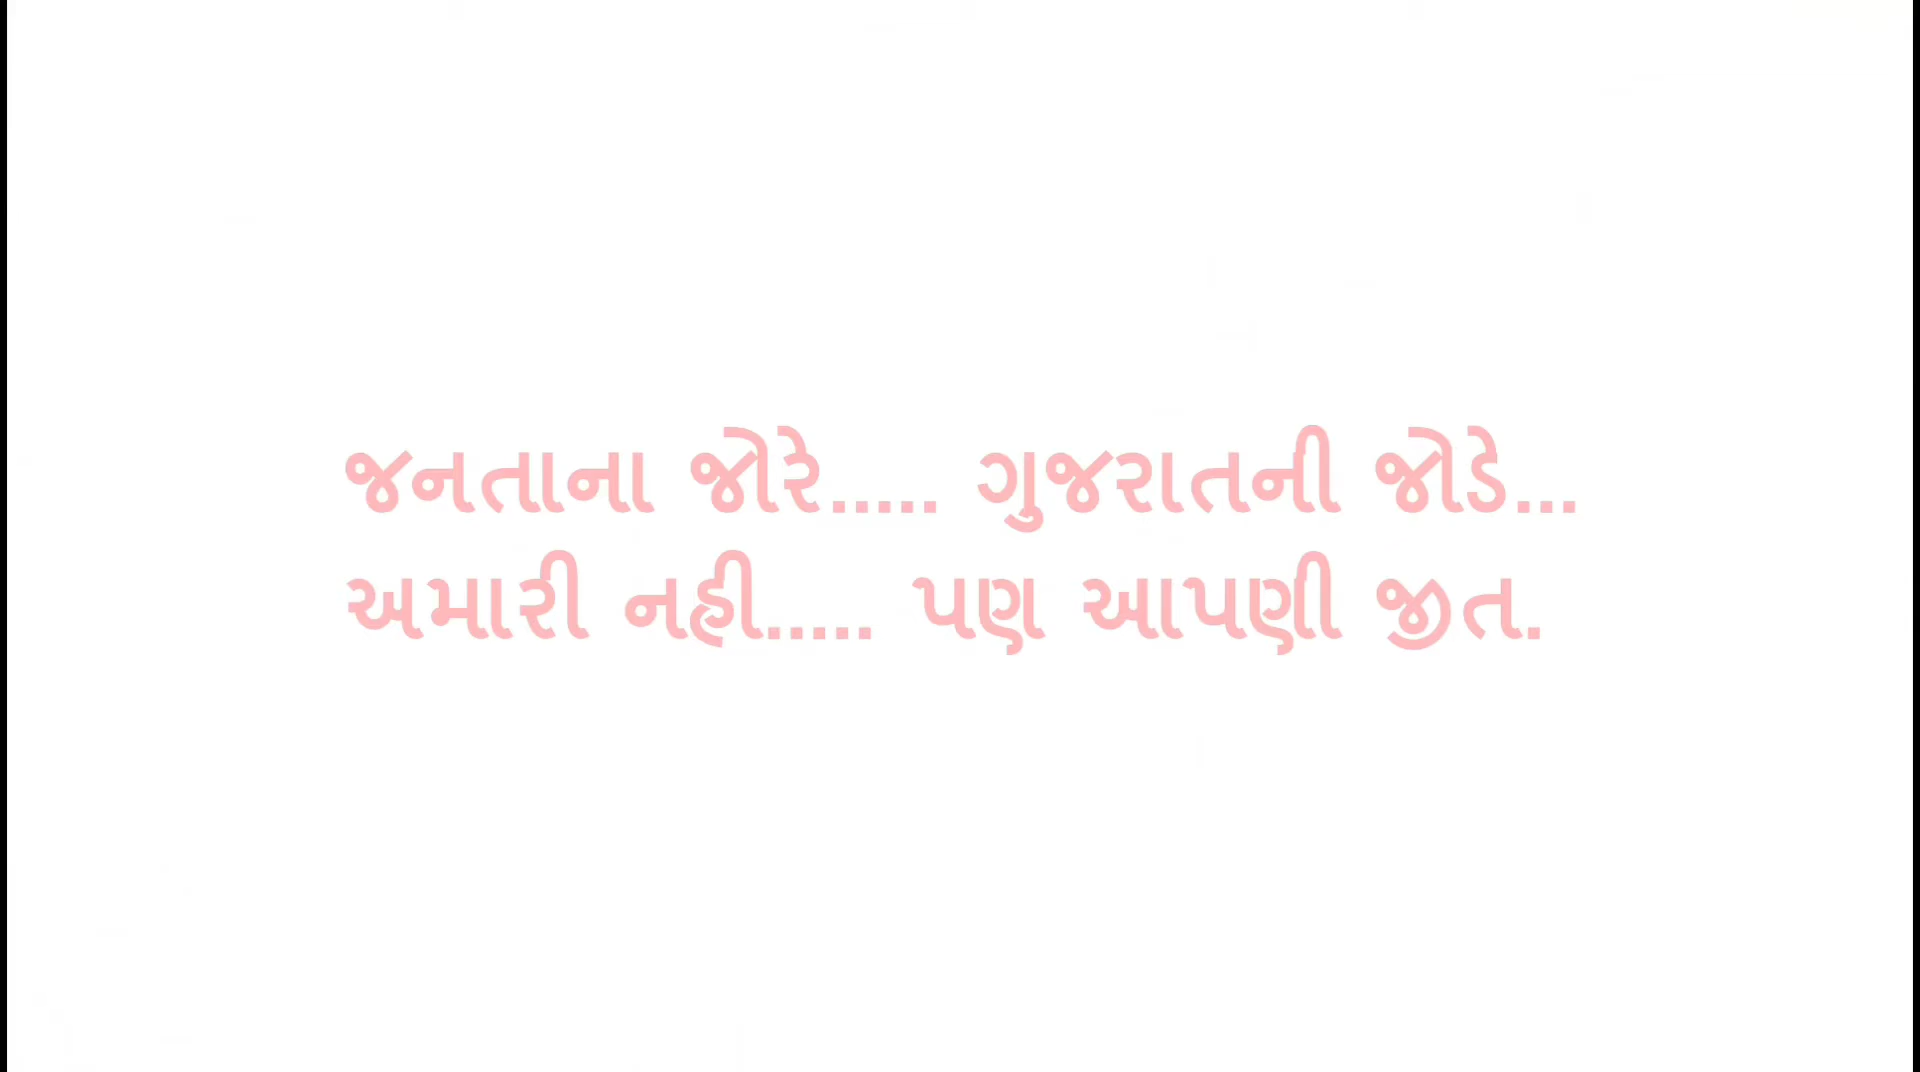 જનતાના જોરે..... ગુજરાતની જોડે...
અમારી નહી..... પણ આપણી જીત.